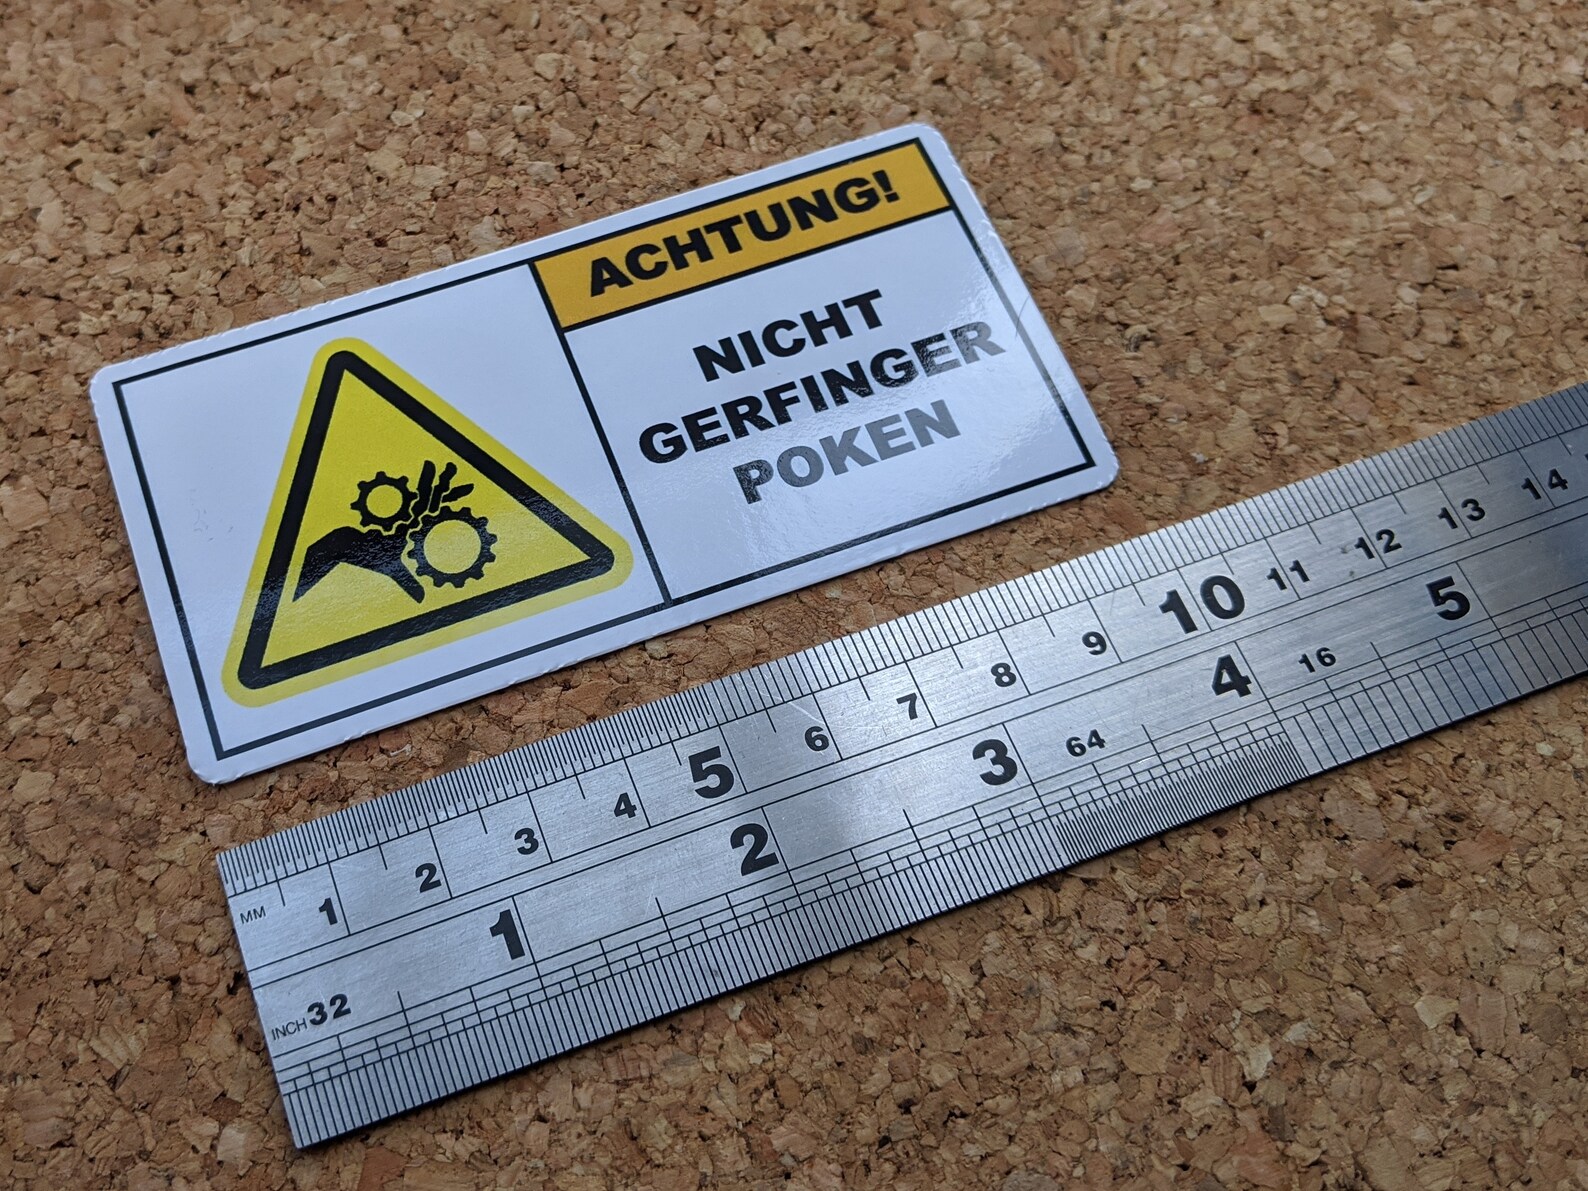 ACHTUNG!
NICHT
GERFINGER
POKEN
MM 1 2 3 4 5 6 7 8 9 10 11 12 13 14
INCH 32 1 2 3 64 4 16 5